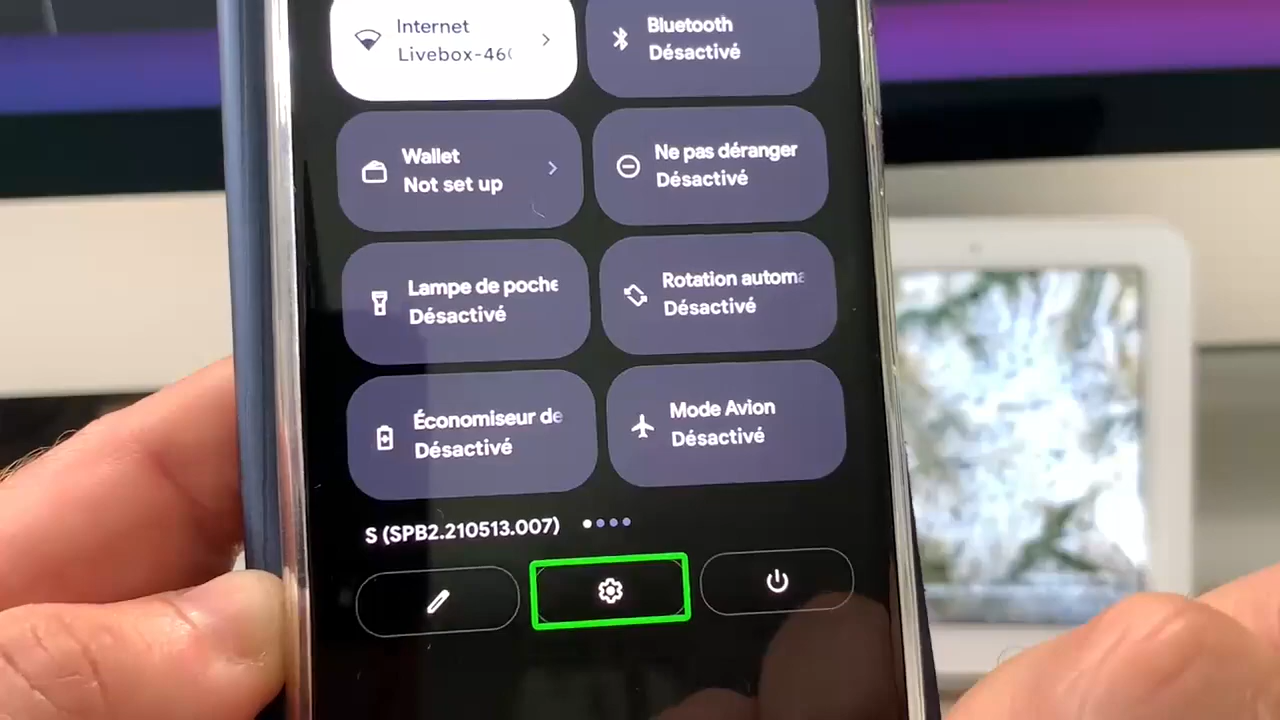 Internet
Livebox-46
Bluetooth
Désactivé
Wallet
Not set up
Ne pas déranger
Désactivé
Lampe de poche
Désactivé
Rotation automa
Désactivé
Économiseur de
Désactivé
Mode Avion
Désactivé
S (SPB2.210513.007)